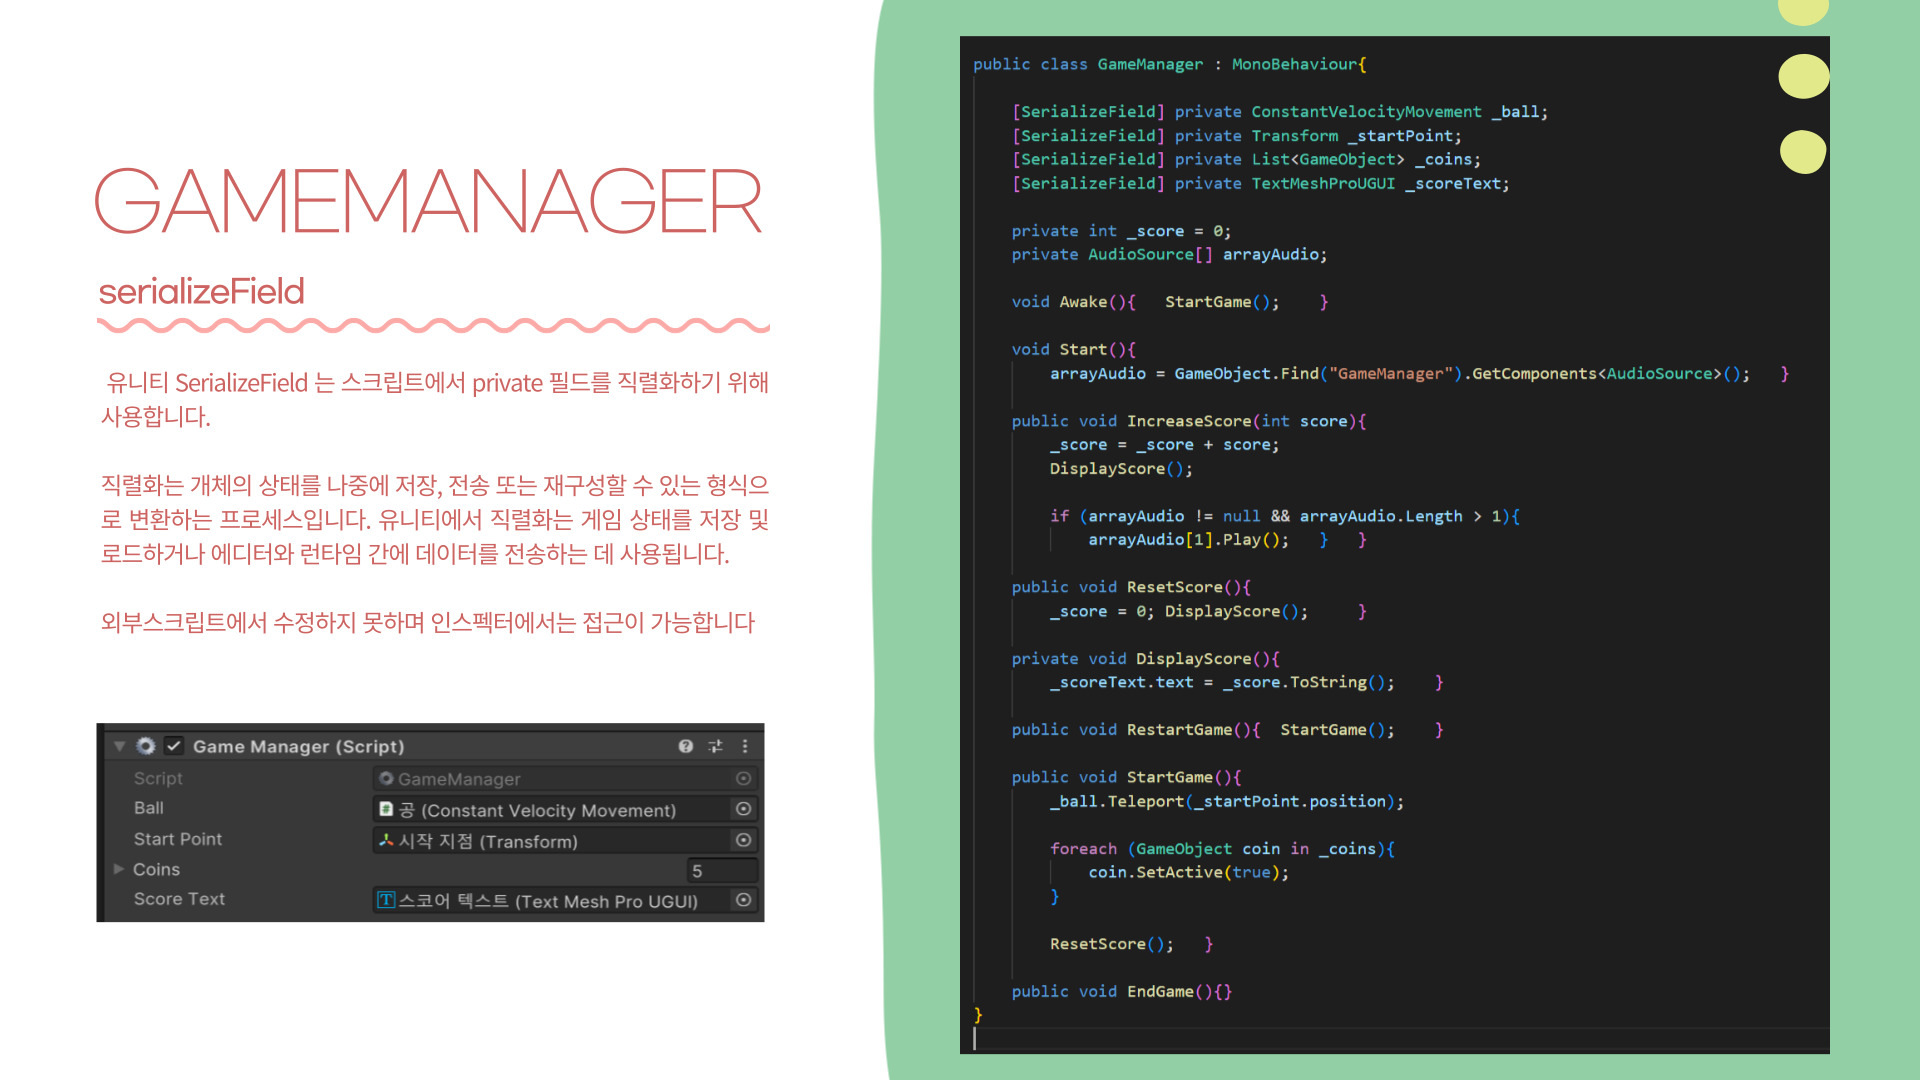 GAMEMANAGER
serializeField
유니티 SerializeField 는 스크립트에서 private 필드를 직렬화하기 위해
사용합니다.
직렬화는 개체의 상태를 나중에 저장, 전송 또는 재구성할 수 있는 형식으
로 변환하는 프로세스입니다. 유니티에서 직렬화는 게임 상태를 저장 및
로드하거나 에디터와 런타임 간에 데이터를 전송하는 데 사용됩니다.
외부스크립트에서 수정하지 못하며 인스펙터에서는 접근이 가능합니다
Game Manager (Script)
Script GameManager
Ball 공 (Constant Velocity Movement)
Start Point 시작 지점 (Transform)
Coins 5
Score Text 스코어 텍스트 (Text Mesh Pro UGUI)
public class GameManager : MonoBehaviour{
[SerializeField] private ConstantVelocityMovement _ball;
[SerializeField] private Transform _startPoint;
[SerializeField] private List<GameObject> _coins;
[SerializeField] private TextMeshProUGUI _scoreText;
private int _score = 0;
private AudioSource[] arrayAudio;
void Awake(){ StartGame(); }
void Start(){
arrayAudio = GameObject.Find("GameManager").GetComponents<AudioSource>(); }
public void IncreaseScore(int score){
_score = _score + score;
DisplayScore();
if (arrayAudio != null && arrayAudio.Length > 1){
arrayAudio[1].Play(); } }
public void ResetScore(){
_score = 0; DisplayScore(); }
private void DisplayScore(){
_scoreText.text = _score.ToString(); }
public void RestartGame(){ StartGame(); }
public void StartGame(){
_ball.Teleport(_startPoint.position);
foreach (GameObject coin in _coins){
coin.SetActive(true);
}
ResetScore(); }
public void EndGame(){}
}